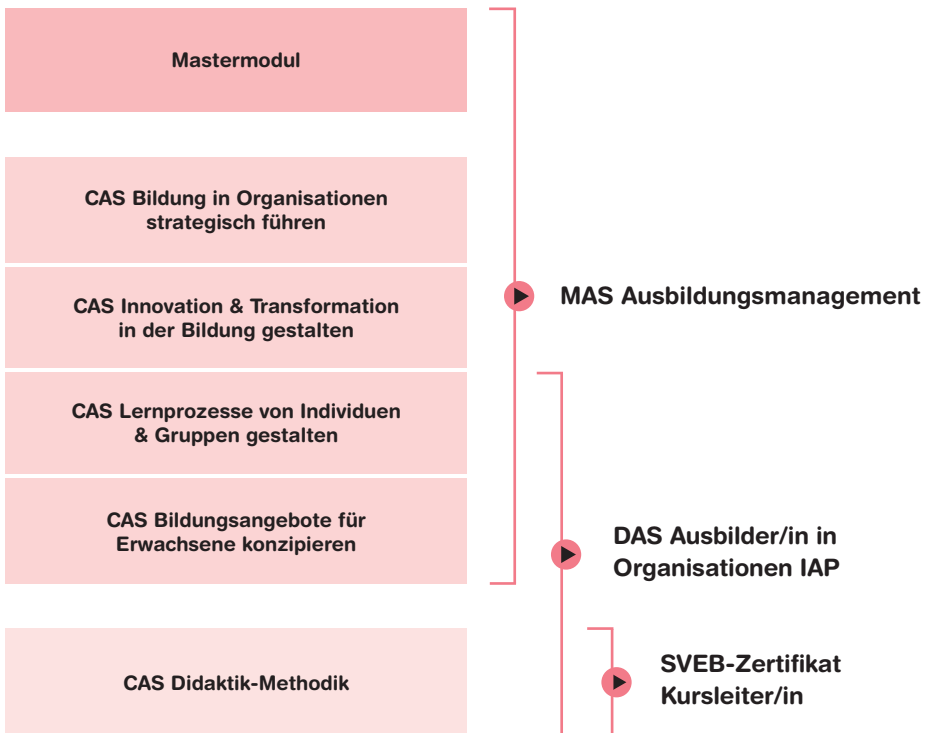 Mastermodul
CAS Bildung in Organisationen
strategisch führen
CAS Innovation & Transformation
in der Bildung gestalten
MAS Ausbildungsmanagement
CAS Lernprozesse von Individuen
& Gruppen gestalten
CAS Bildungsangebote für
Erwachsene konzipieren
DAS Ausbilder/in in
Organisationen IAP
CAS Didaktik-Methodik
SVEB-Zertifikat
Kursleiter/in